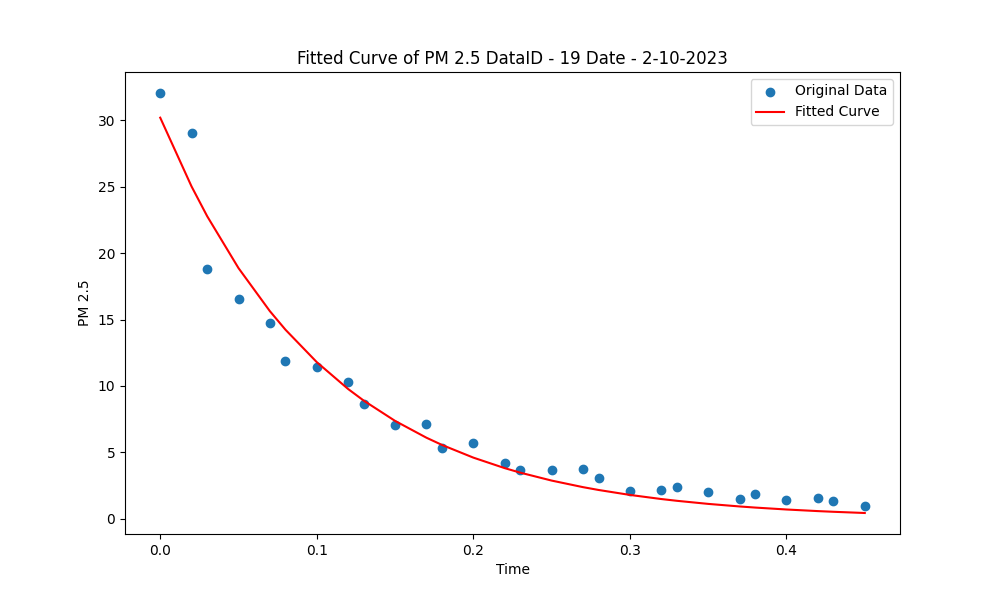 Fitted Curve of PM 2.5 DataID - 19 Date - 2-10-2023
Original Data
Fitted Curve
30
25
20
15
10
5
0
PM 2.5
0.0 0.1 0.2 0.3 0.4
Time